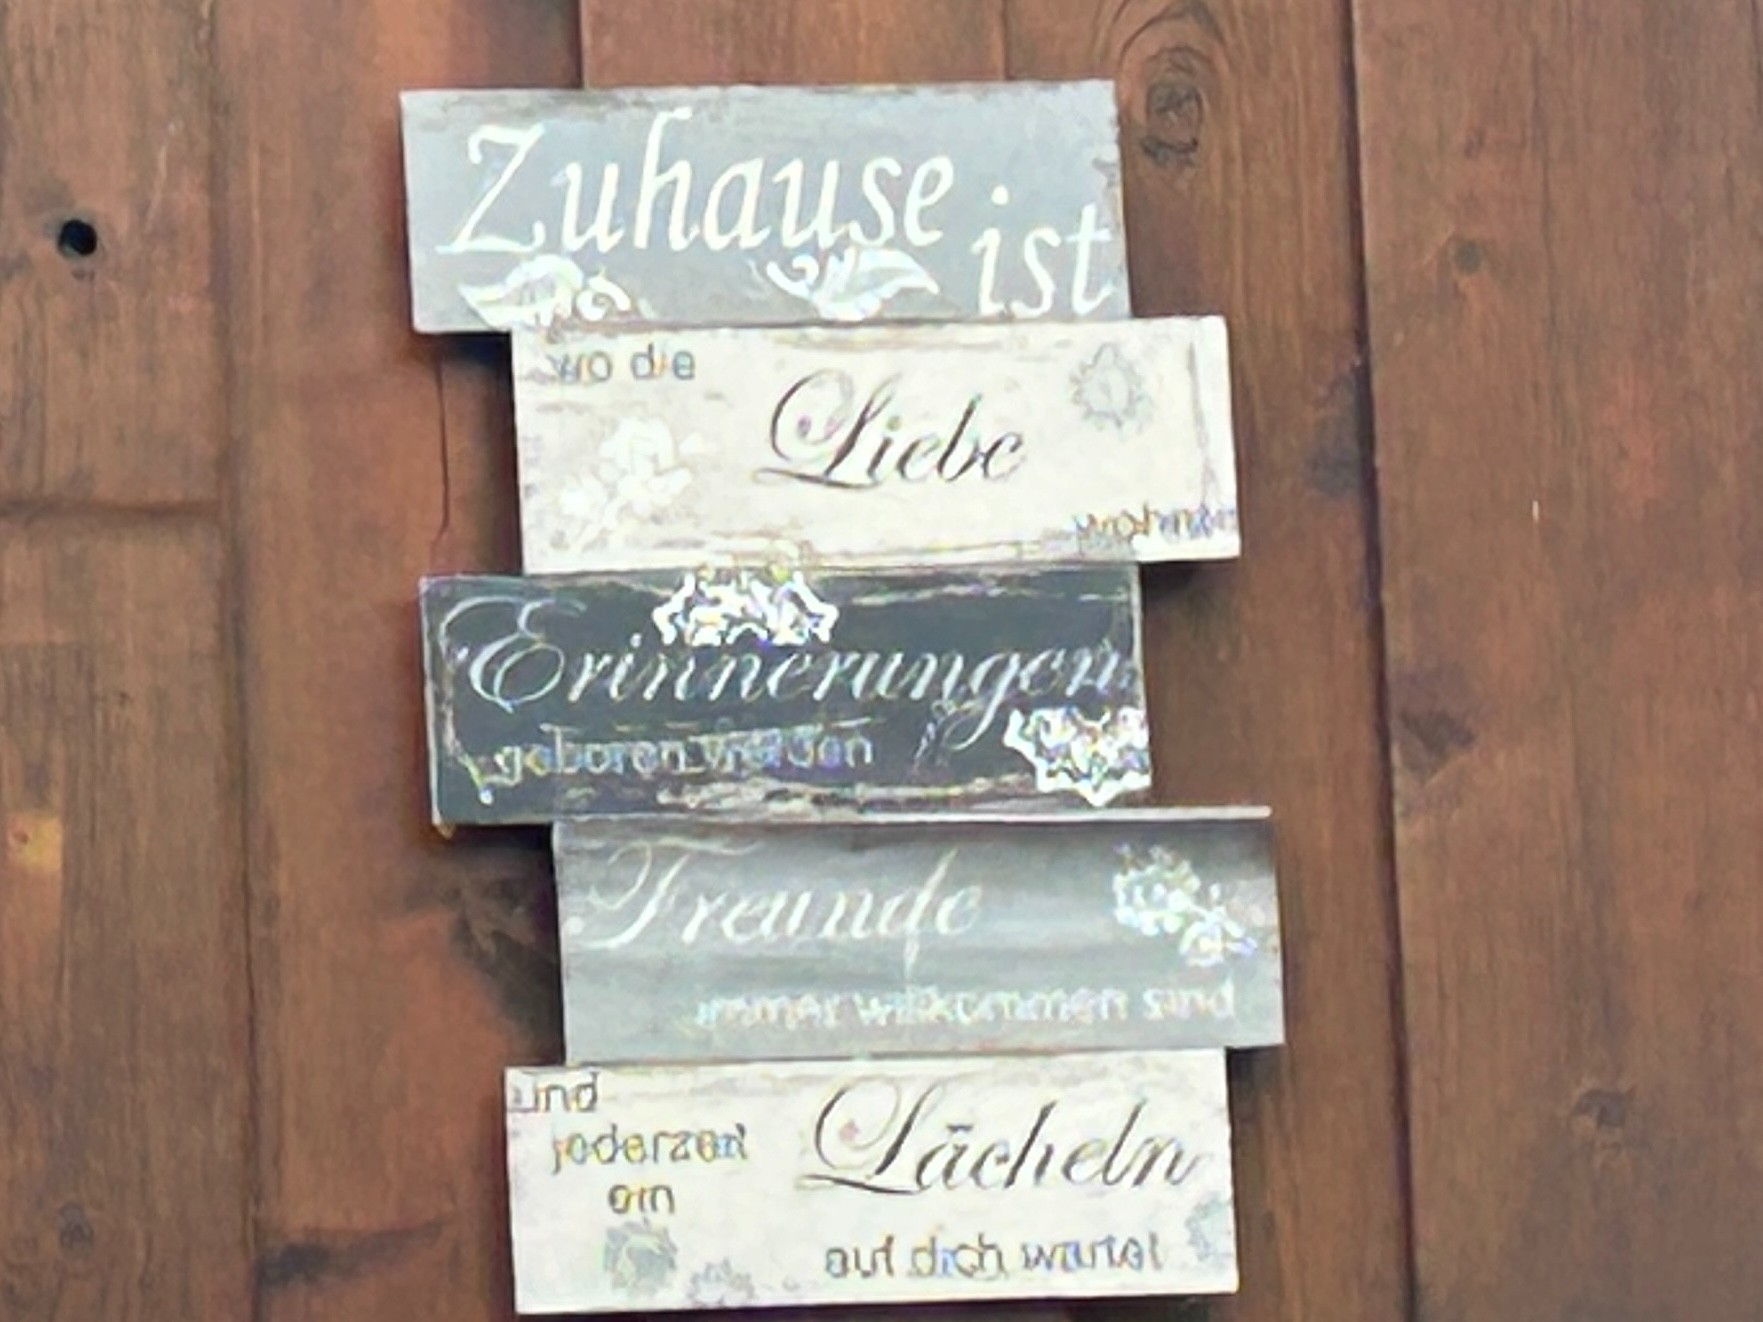 Zuhause ist
wo die
Liebe
wohnt
Erinnerungen
geboren werden
Freunde
immer willkommen sind
und
jederzeit
ein
Lächeln
auf dich wartet